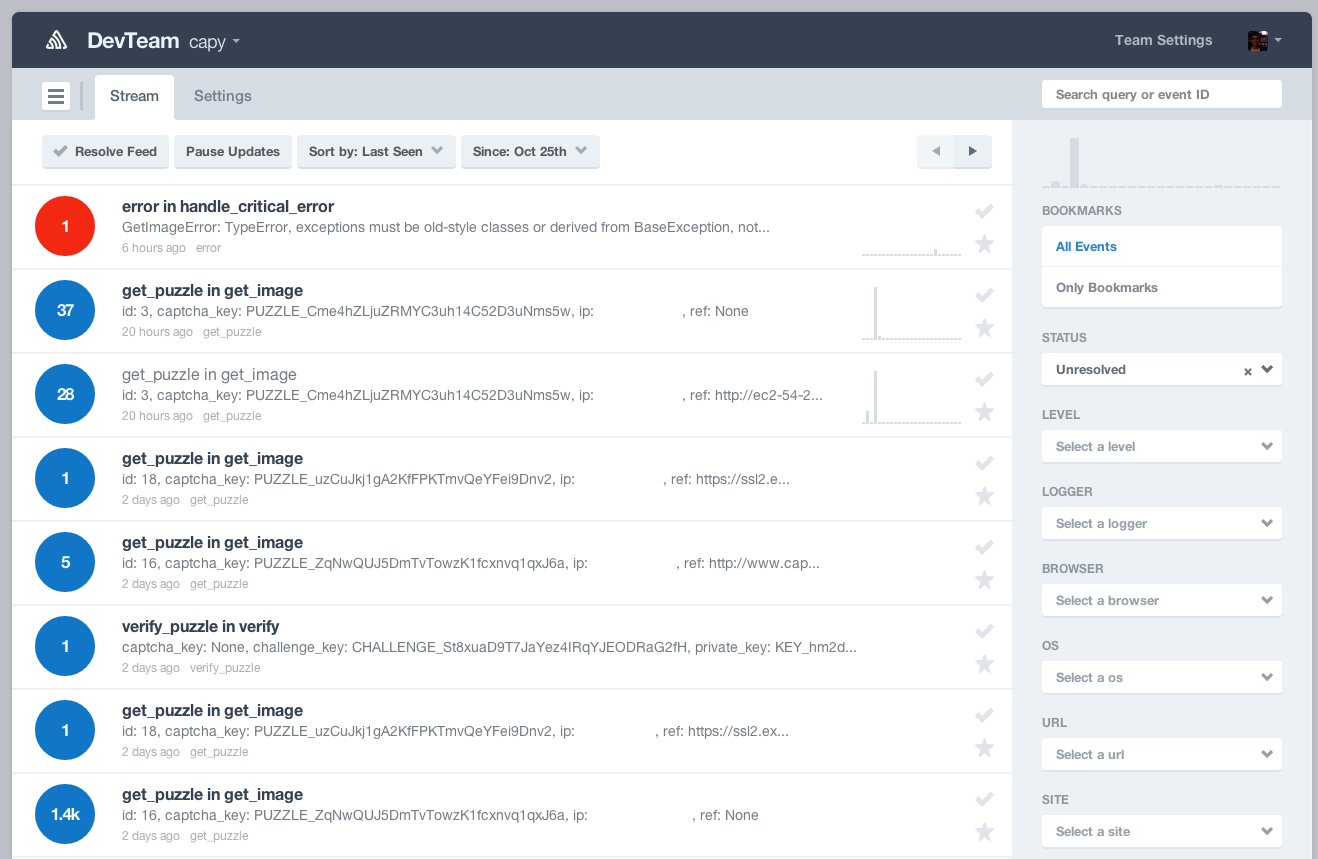 DevTeam capy
Team Settings
Stream
Settings
Search query or event ID
Resolve Feed
Pause Updates
Sort by: Last Seen
Since: Oct 25th
1
error in handle_critical_error
GetImageError: TypeError, exceptions must be old-style classes or derived from BaseException, not...
6 hours ago error
37
get_puzzle in get_image
id: 3, captcha_key: PUZZLE_Cme4hZLjuZRMYC3uh14C52D3uNms5w, ip: , ref: None
20 hours ago get_puzzle
28
get_puzzle in get_image
id: 3, captcha_key: PUZZLE_Cme4hZLjuZRMYC3uh14C52D3uNms5w, ip: , ref: http://ec2-54-2...
20 hours ago get_puzzle
1
get_puzzle in get_image
id: 18, captcha_key: PUZZLE_uzCuJkj1gA2KfFPKTmvQeYFei9Dnv2, ip: , ref: https://ssl2.e...
2 days ago get_puzzle
5
get_puzzle in get_image
id: 16, captcha_key: PUZZLE_ZqNwQUJ5DmTvTowzK1fcxnvq1qxJ6a, ip: , ref: http://www.cap...
2 days ago get_puzzle
1
verify_puzzle in verify
captcha_key: None, challenge_key: CHALLENGE_St8xuaD9T7JaYez4IRqYJEODRaG2fH, private_key: KEY_hm2d...
2 days ago verify_puzzle
1
get_puzzle in get_image
id: 18, captcha_key: PUZZLE_uzCuJkj1gA2KfFPKTmvQeYFei9Dnv2, ip: , ref: https://ssl2.ex...
2 days ago get_puzzle
1.4k
get_puzzle in get_image
id: 16, captcha_key: PUZZLE_ZqNwQUJ5DmTvTowzK1fcxnvq1qxJ6a, ip: , ref: None
2 days ago get_puzzle
BOOKMARKS
All Events
Only Bookmarks
STATUS
Unresolved
LEVEL
Select a level
LOGGER
Select a logger
BROWSER
Select a browser
OS
Select a os
URL
Select a url
SITE
Select a site